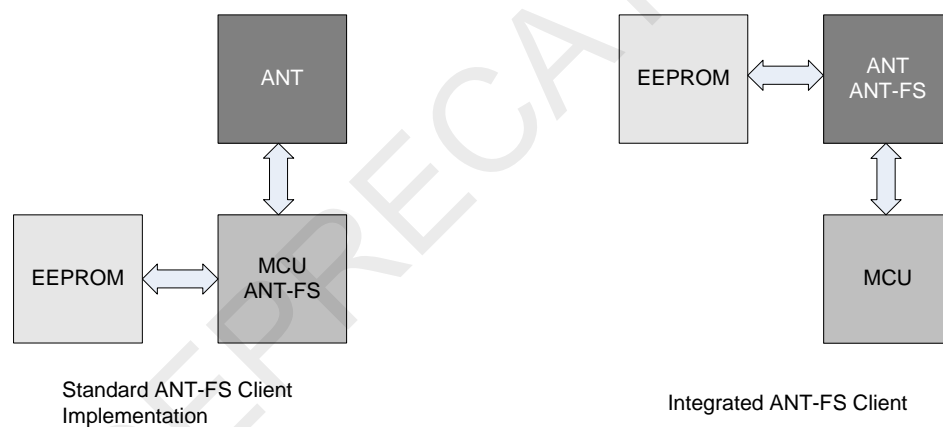 ANT
EEPROM
MCU
ANT-FS
Standard ANT-FS Client
Implementation
EEPROM
ANT
ANT-FS
MCU
Integrated ANT-FS Client
EPRECA